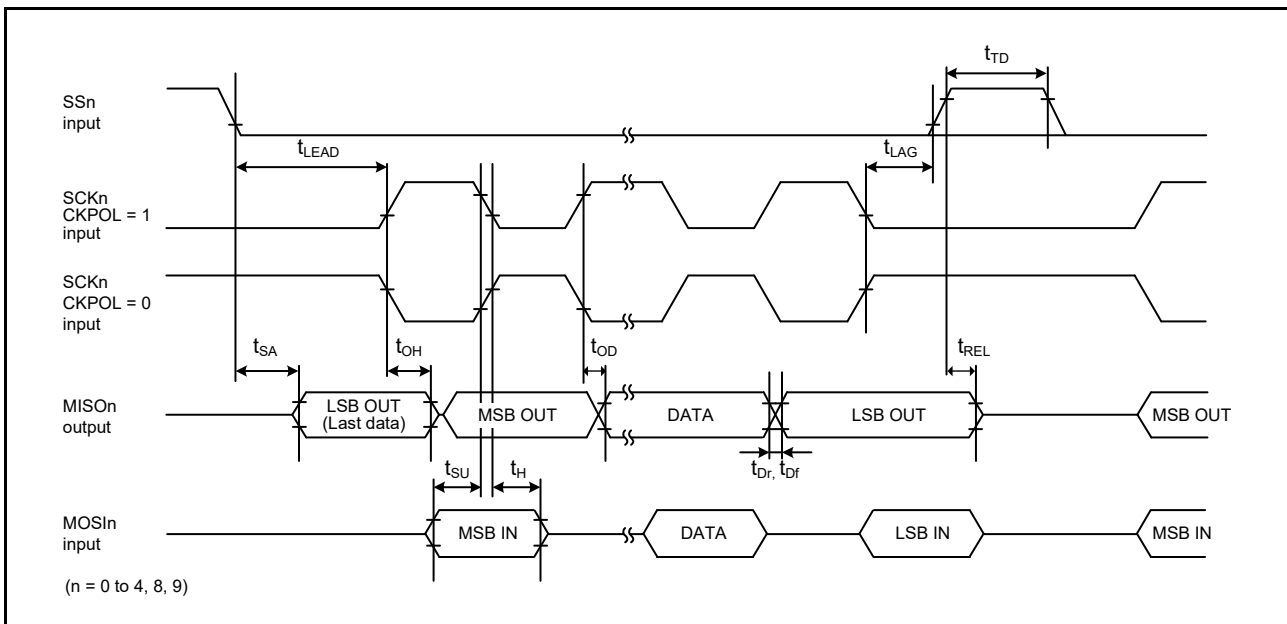 t_TD
SSn
input
t_LEAD
t_LAG
SCKn
CKPOL = 1
input
SCKn
CKPOL = 0
input
t_SA
t_OH
t_OD
t_REL
MISOn
output
LSB OUT
(Last data)
MSB OUT
DATA
LSB OUT
MSB OUT
t_SU
t_H
t_Dr, t_Df
MOSIn
input
MSB IN
DATA
LSB IN
MSB IN
(n = 0 to 4, 8, 9)